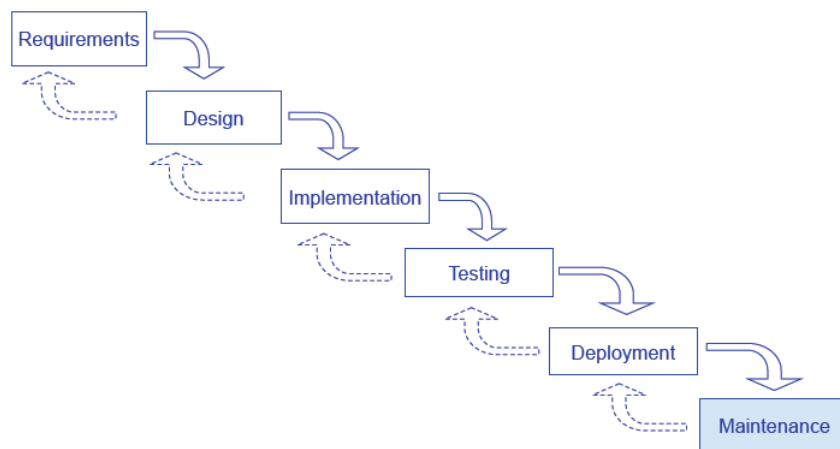 Requirements
Design
Implementation
Testing
Deployment
Maintenance